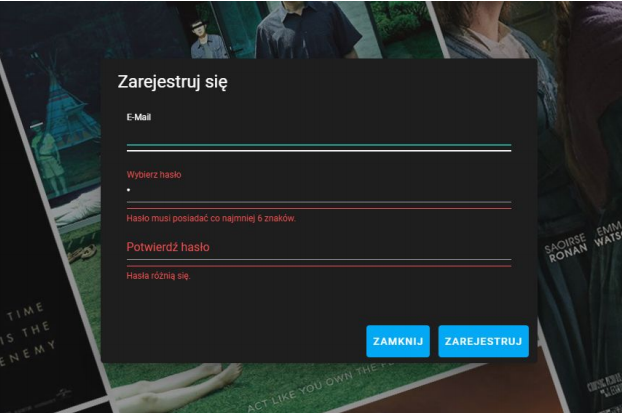 Zarejestruj się
E-Mail
Wybierz hasło
Hasło musi posiadać co najmniej 6 znaków.
Potwierdź hasło
Hasła różnią się.
ZAMKNIJ
ZAREJESTRUJ
SAOIRSE EMM
RONAN WATS
TIME
IS THE
ENEMY
ACT LIKE YOU OWN THE